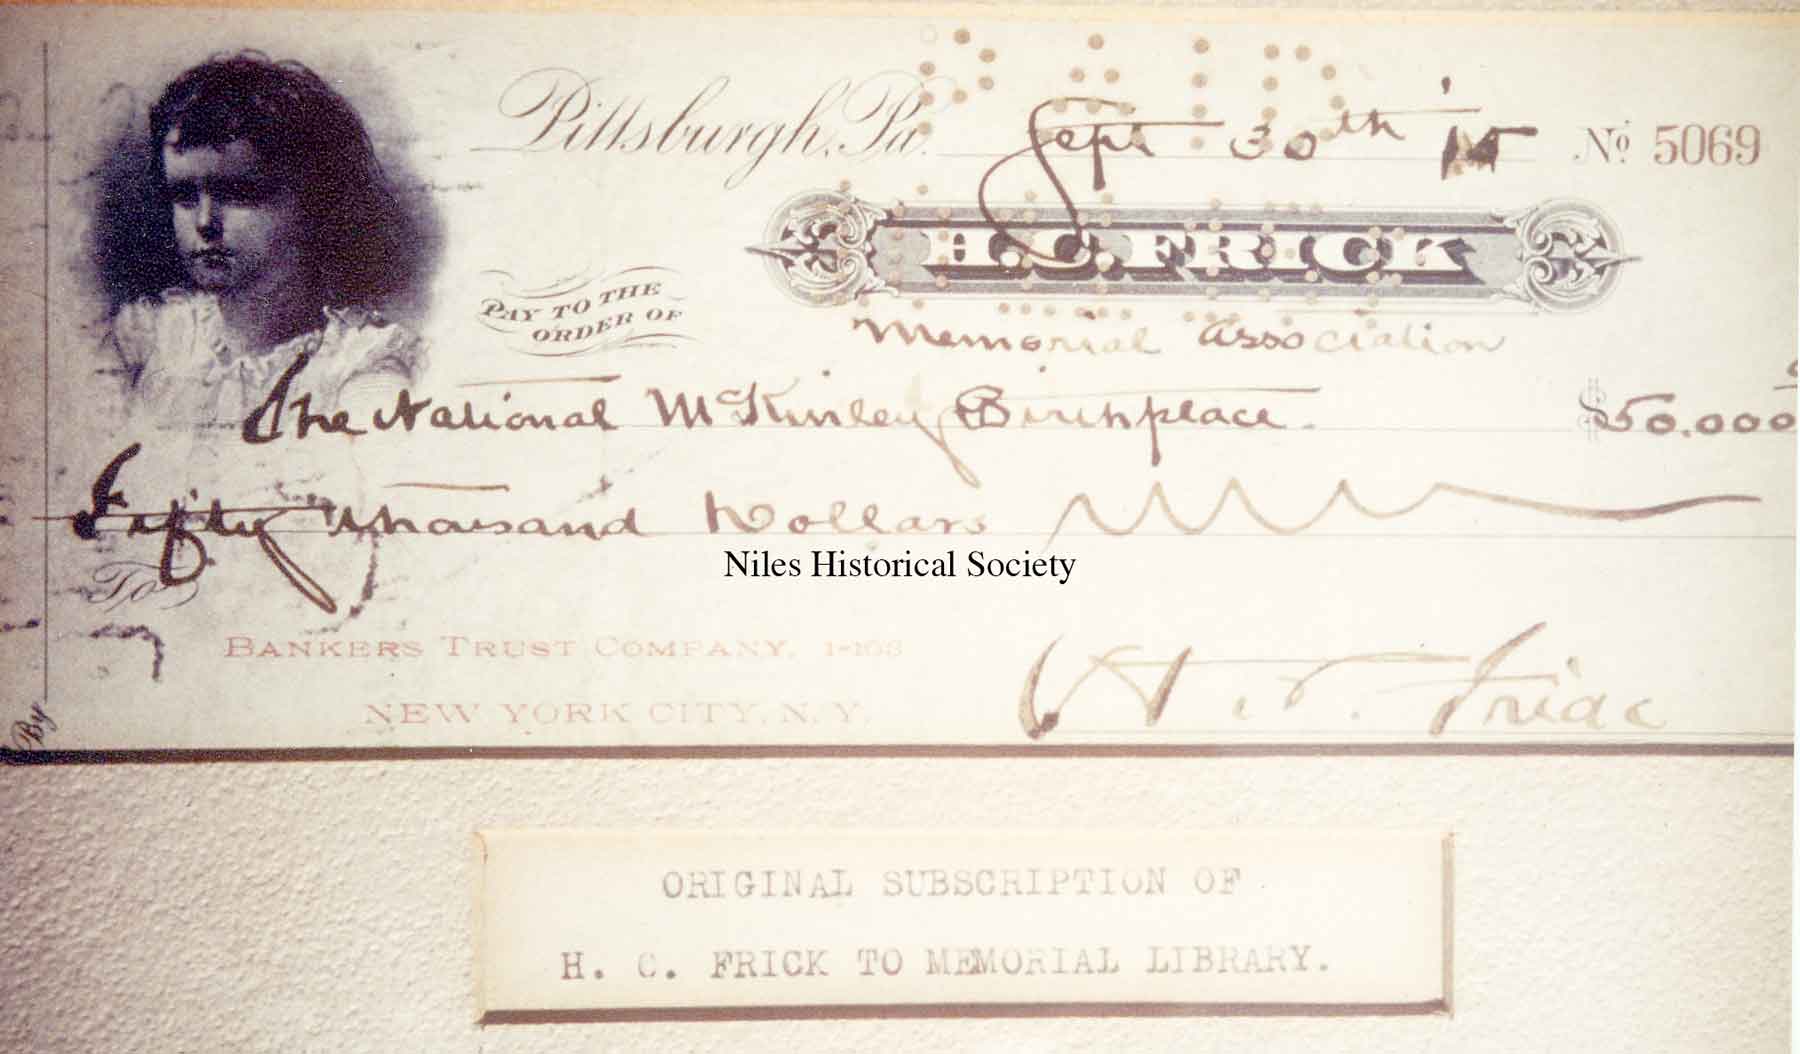 PAID
Pittsburgh, Pa. Sept 30th '15 No 5069
H.C. FRICK
PAY TO THE
ORDER OF
Memorial Association
The National McKinley Birthplace. $50.000
Fifty Thousand Dollars
Niles Historical Society
To
BANKERS TRUST COMPANY, 1-103
NEW YORK CITY, N.Y.
H. C. Frick
By
ORIGINAL SUBSCRIPTION OF
H. C. FRICK TO MEMORIAL LIBRARY.